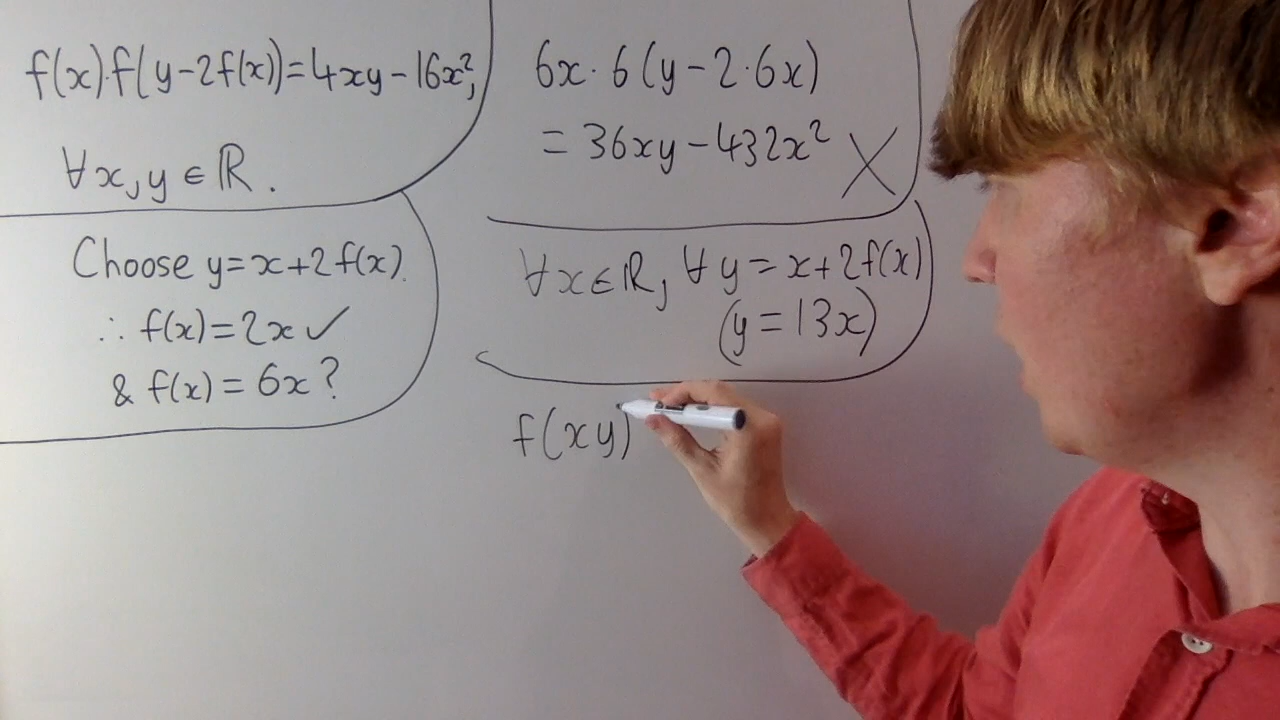 f(x)·f(y-2f(x))=4xy-16x²,
∀x,y∈ℝ.
Choose y=x+2f(x).
∴ f(x)=2x✓
& f(x)=6x?
6x·6(y-2·6x)
=36xy-432x² X
∀x∈ℝ, ∀y=x+2f(x)
(y=13x)
f(xy)